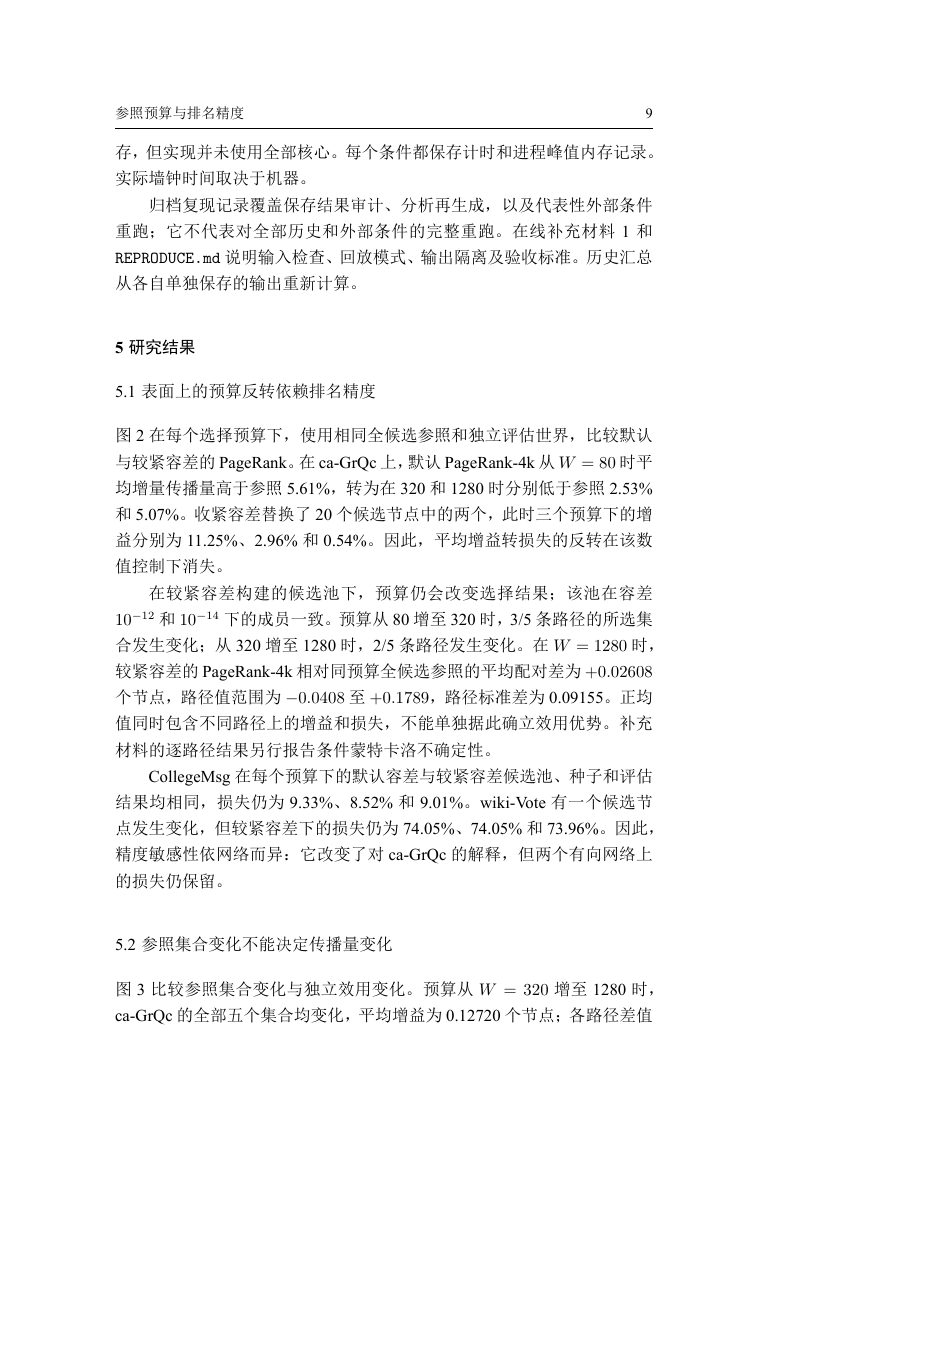 参照预算与排名精度 9
存，但实现并未使用全部核心。每个条件都保存计时和进程峰值内存记录。
实际墙钟时间取决于机器。
归档复现记录覆盖保存结果审计、分析再生成，以及代表性外部条件
重跑；它不代表对全部历史和外部条件的完整重跑。在线补充材料 1 和
REPRODUCE.md 说明输入检查、回放模式、输出隔离及验收标准。历史汇总
从各自单独保存的输出重新计算。
5 研究结果
5.1 表面上的预算反转依赖排名精度
图 2 在每个选择预算下，使用相同全候选参照和独立评估世界，比较默认
与较紧容差的 PageRank。在 ca-GrQc 上，默认 PageRank-4k 从 W = 80 时平
均增量传播量高于参照 5.61%，转为在 320 和 1280 时分别低于参照 2.53%
和 5.07%。收紧容差替换了 20 个候选节点中的两个，此时三个预算下的增
益分别为 11.25%、2.96% 和 0.54%。因此，平均增益转损失的反转在该数
值控制下消失。
在较紧容差构建的候选池下，预算仍会改变选择结果；该池在容差
10⁻¹² 和 10⁻¹⁴ 下的成员一致。预算从 80 增至 320 时，3/5 条路径的所选集
合发生变化；从 320 增至 1280 时，2/5 条路径发生变化。在 W = 1280 时，
较紧容差的 PageRank-4k 相对同预算全候选参照的平均配对差为 +0.02608
个节点，路径值范围为 −0.0408 至 +0.1789，路径标准差为 0.09155。正均
值同时包含不同路径上的增益和损失，不能单独据此确立效用优势。补充
材料的逐路径结果另行报告条件蒙特卡洛不确定性。
CollegeMsg 在每个预算下的默认容差与较紧容差候选池、种子和评估
结果均相同，损失仍为 9.33%、8.52% 和 9.01%。wiki-Vote 有一个候选节
点发生变化，但较紧容差下的损失仍为 74.05%、74.05% 和 73.96%。因此，
精度敏感性依网络而异：它改变了对 ca-GrQc 的解释，但两个有向网络上
的损失仍保留。
5.2 参照集合变化不能决定传播量变化
图 3 比较参照集合变化与独立效用变化。预算从 W = 320 增至 1280 时，
ca-GrQc 的全部五个集合均变化，平均增益为 0.12720 个节点；各路径差值